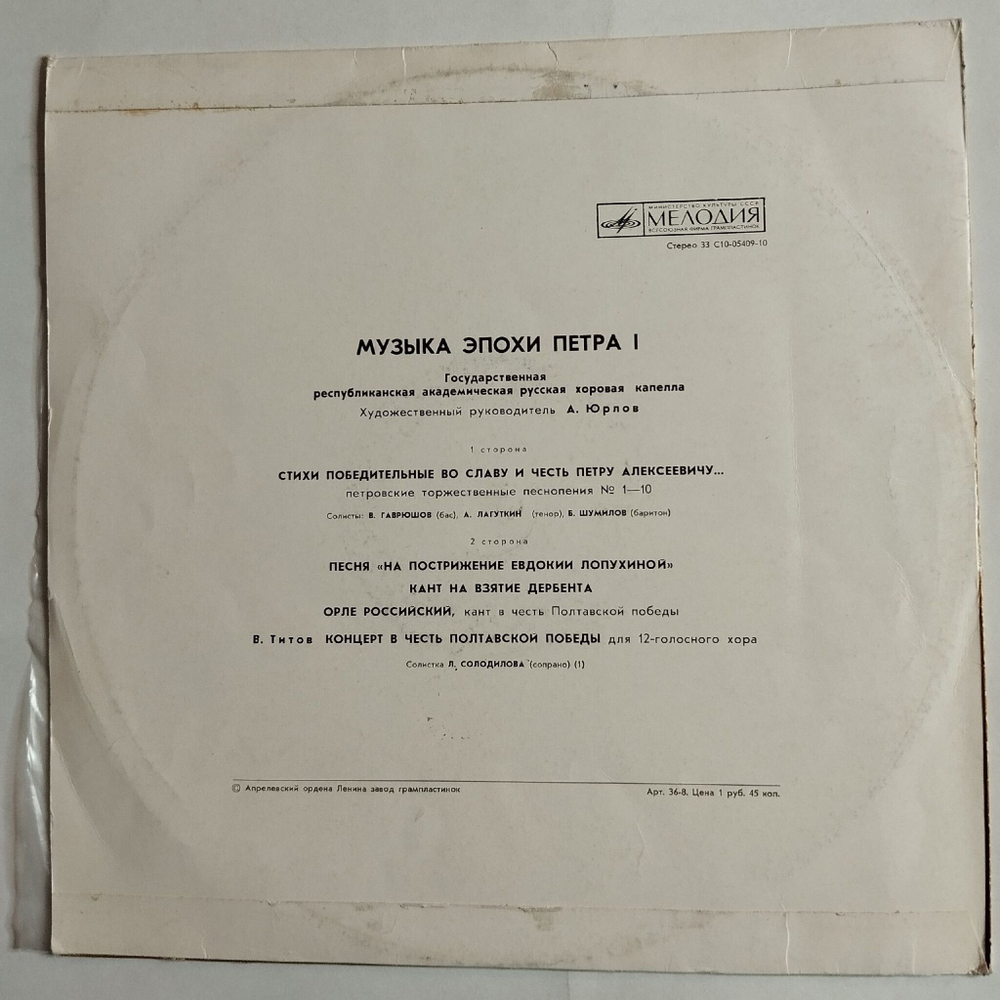 МИНИСТЕРСТВО КУЛЬТУРЫ СССР
МЕЛОДИЯ
ВСЕСОЮЗНАЯ ФИРМА ГРАМПЛАСТИНОК
Стерео 33 С10-05409-10
МУЗЫКА ЭПОХИ ПЕТРА I
Государственная
республиканская академическая русская хоровая капелла
Художественный руководитель А. Юрлов
1 сторона
СТИХИ ПОБЕДИТЕЛЬНЫЕ ВО СЛАВУ И ЧЕСТЬ ПЕТРУ АЛЕКСЕЕВИЧУ...
петровские торжественные песнопения № 1—10
Солисты: В. ГАВРЮШОВ (бас), А. ЛАГУТКИН (тенор), Б. ШУМИЛОВ (баритон)
2 сторона
ПЕСНЯ «НА ПОСТРИЖЕНИЕ ЕВДОКИИ ЛОПУХИНОЙ»
КАНТ НА ВЗЯТИЕ ДЕРБЕНТА
ОРЛЕ РОССИЙСКИЙ, кант в честь Полтавской победы
В. Титов КОНЦЕРТ В ЧЕСТЬ ПОЛТАВСКОЙ ПОБЕДЫ для 12-голосного хора
Солистка Л. СОЛОДИЛОВА (сопрано) (1)
© Апрелевский ордена Ленина завод грампластинок
Арт. 36-8. Цена 1 руб. 45 коп.